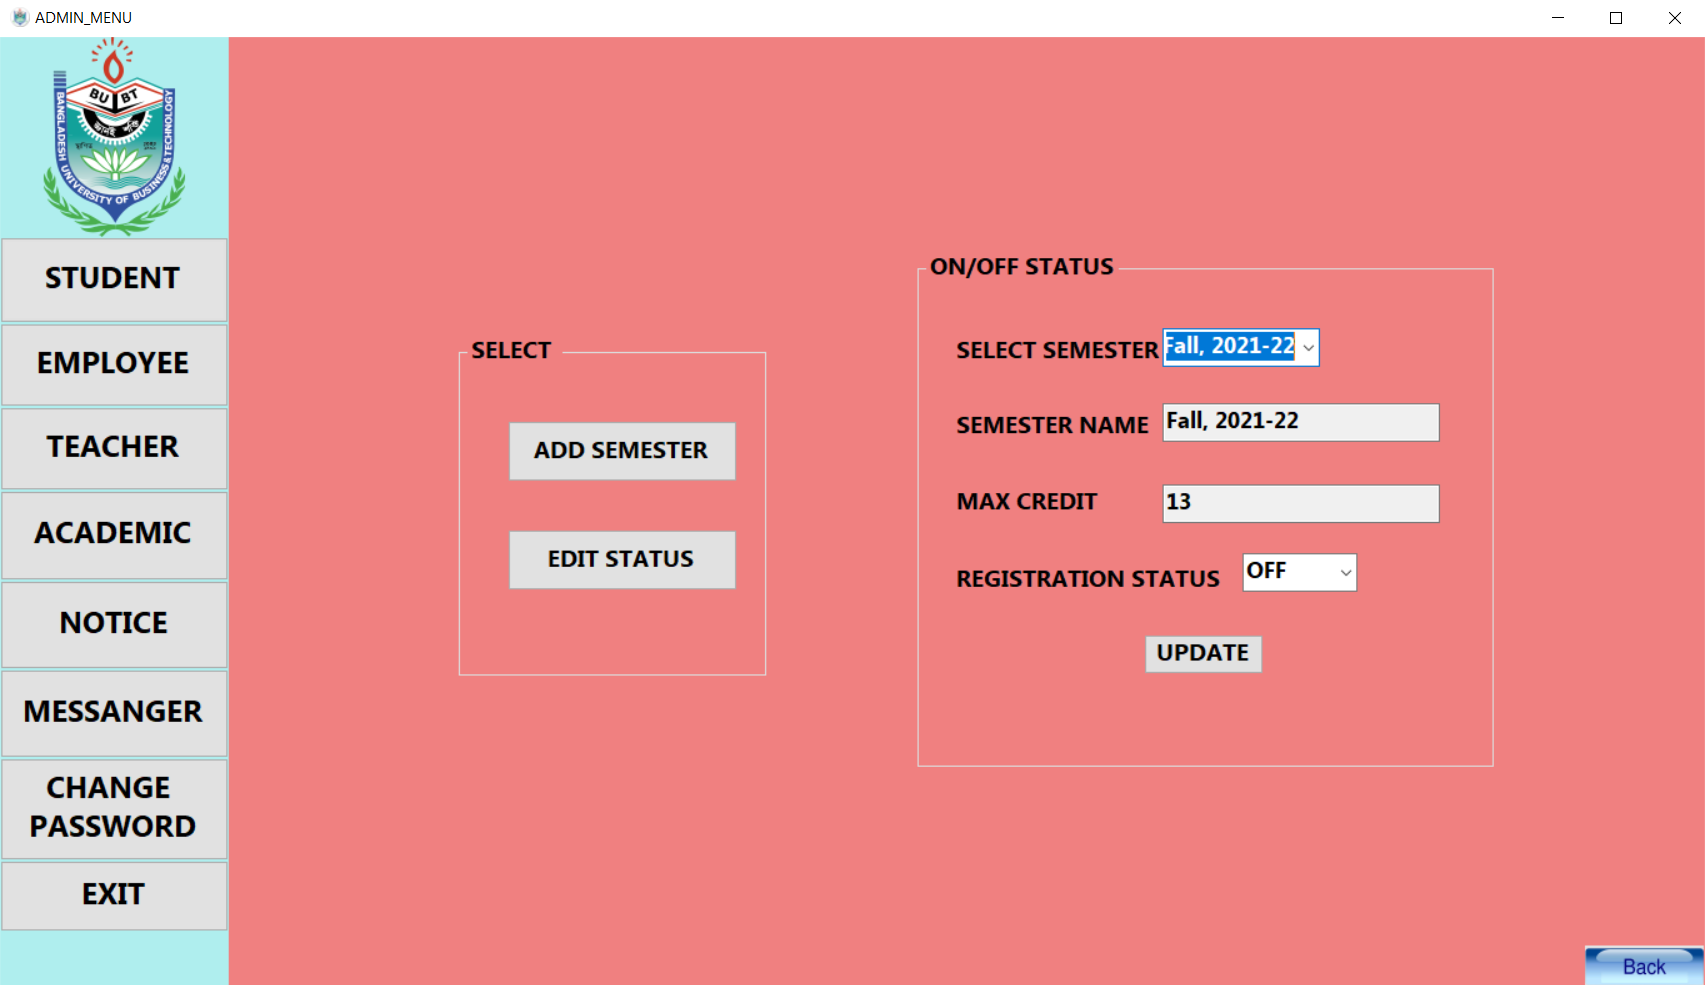 ADMIN_MENU
BU BT
জ্ঞানই শক্তি
BANGLADESH UNIVERSITY OF BUSINESS & TECHNOLOGY
STUDENT
EMPLOYEE
TEACHER
ACADEMIC
NOTICE
MESSANGER
CHANGE
PASSWORD
EXIT
SELECT
ADD SEMESTER
EDIT STATUS
ON/OFF STATUS
SELECT SEMESTER Fall, 2021-22
SEMESTER NAME Fall, 2021-22
MAX CREDIT 13
REGISTRATION STATUS OFF
UPDATE
Back